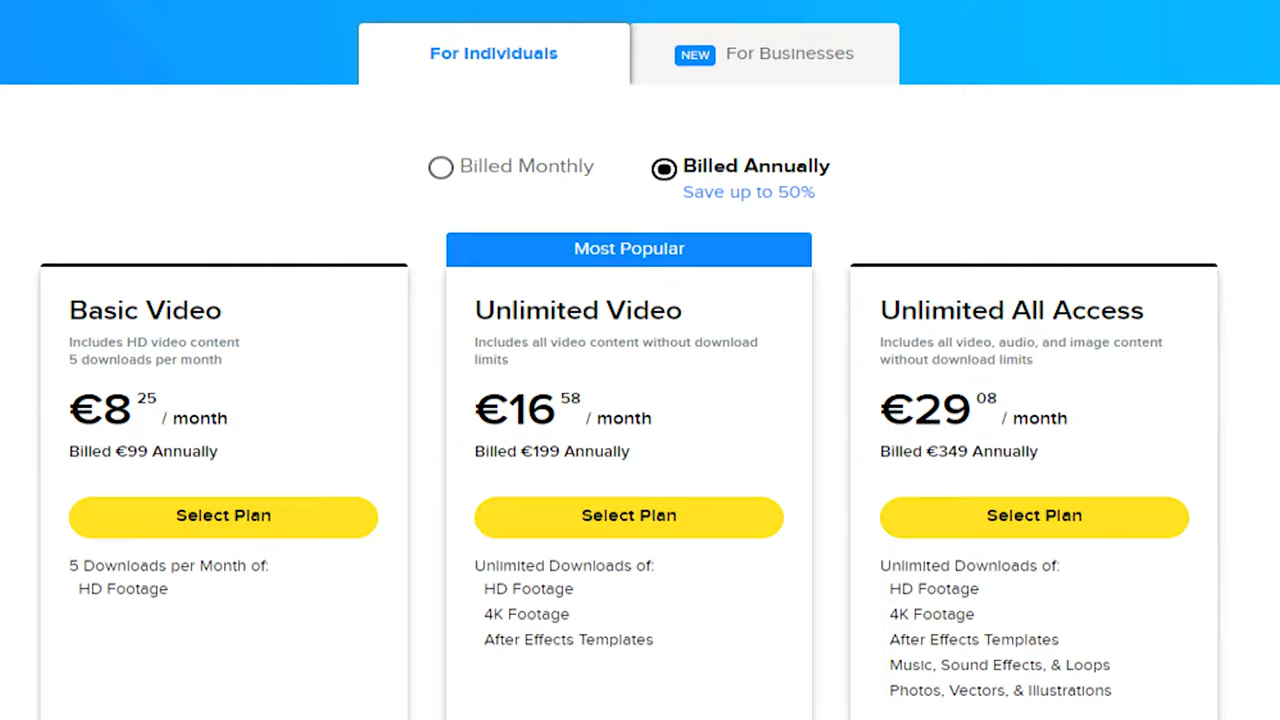 For Individuals
NEW For Businesses
Billed Monthly
Billed Annually
Save up to 50%
Most Popular
Basic Video
Includes HD video content
5 downloads per month
€8 25 / month
Billed €99 Annually
Select Plan
5 Downloads per Month of:
HD Footage
Unlimited Video
Includes all video content without download
limits
€16 58 / month
Billed €199 Annually
Select Plan
Unlimited Downloads of:
HD Footage
4K Footage
After Effects Templates
Unlimited All Access
Includes all video, audio, and image content
without download limits
€29 08 / month
Billed €349 Annually
Select Plan
Unlimited Downloads of:
HD Footage
4K Footage
After Effects Templates
Music, Sound Effects, & Loops
Photos, Vectors, & Illustrations